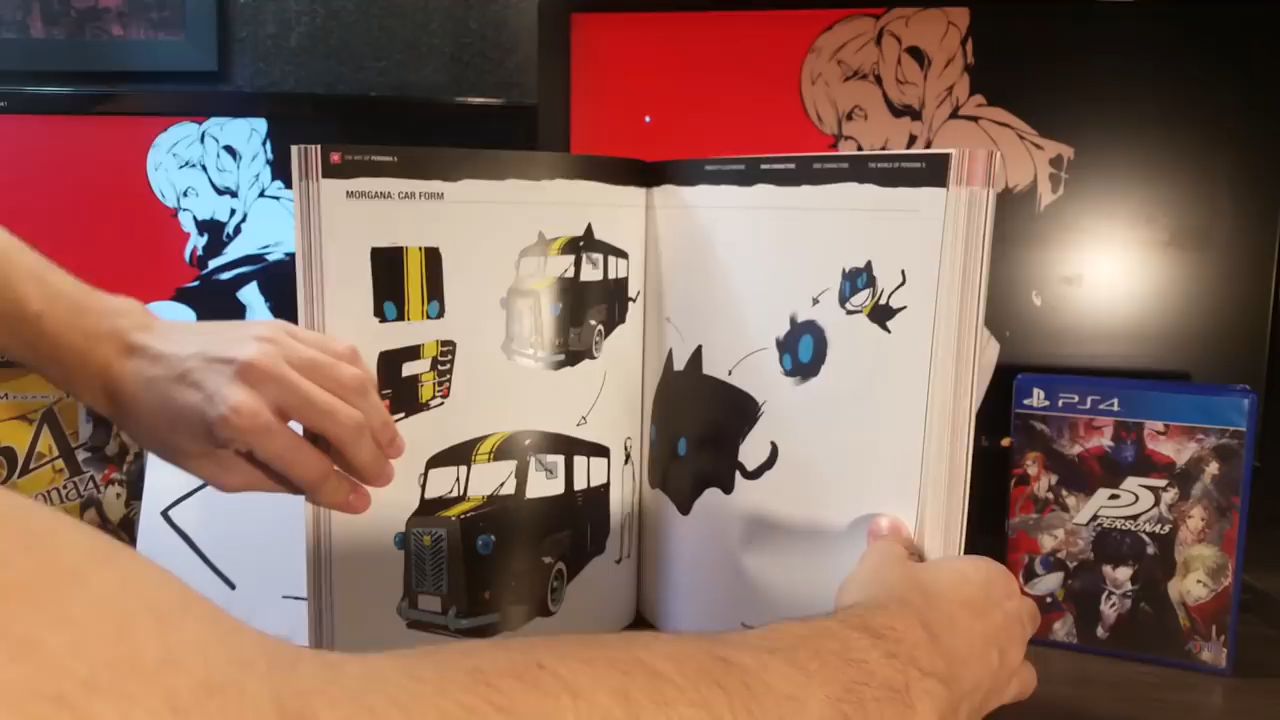 THE ART OF PERSONA 5
MAIN CHARACTERS
SIDE CHARACTERS
THE WORLD OF PERSONA 5
MORGANA: CAR FORM
PS4
P5
PERSONA5